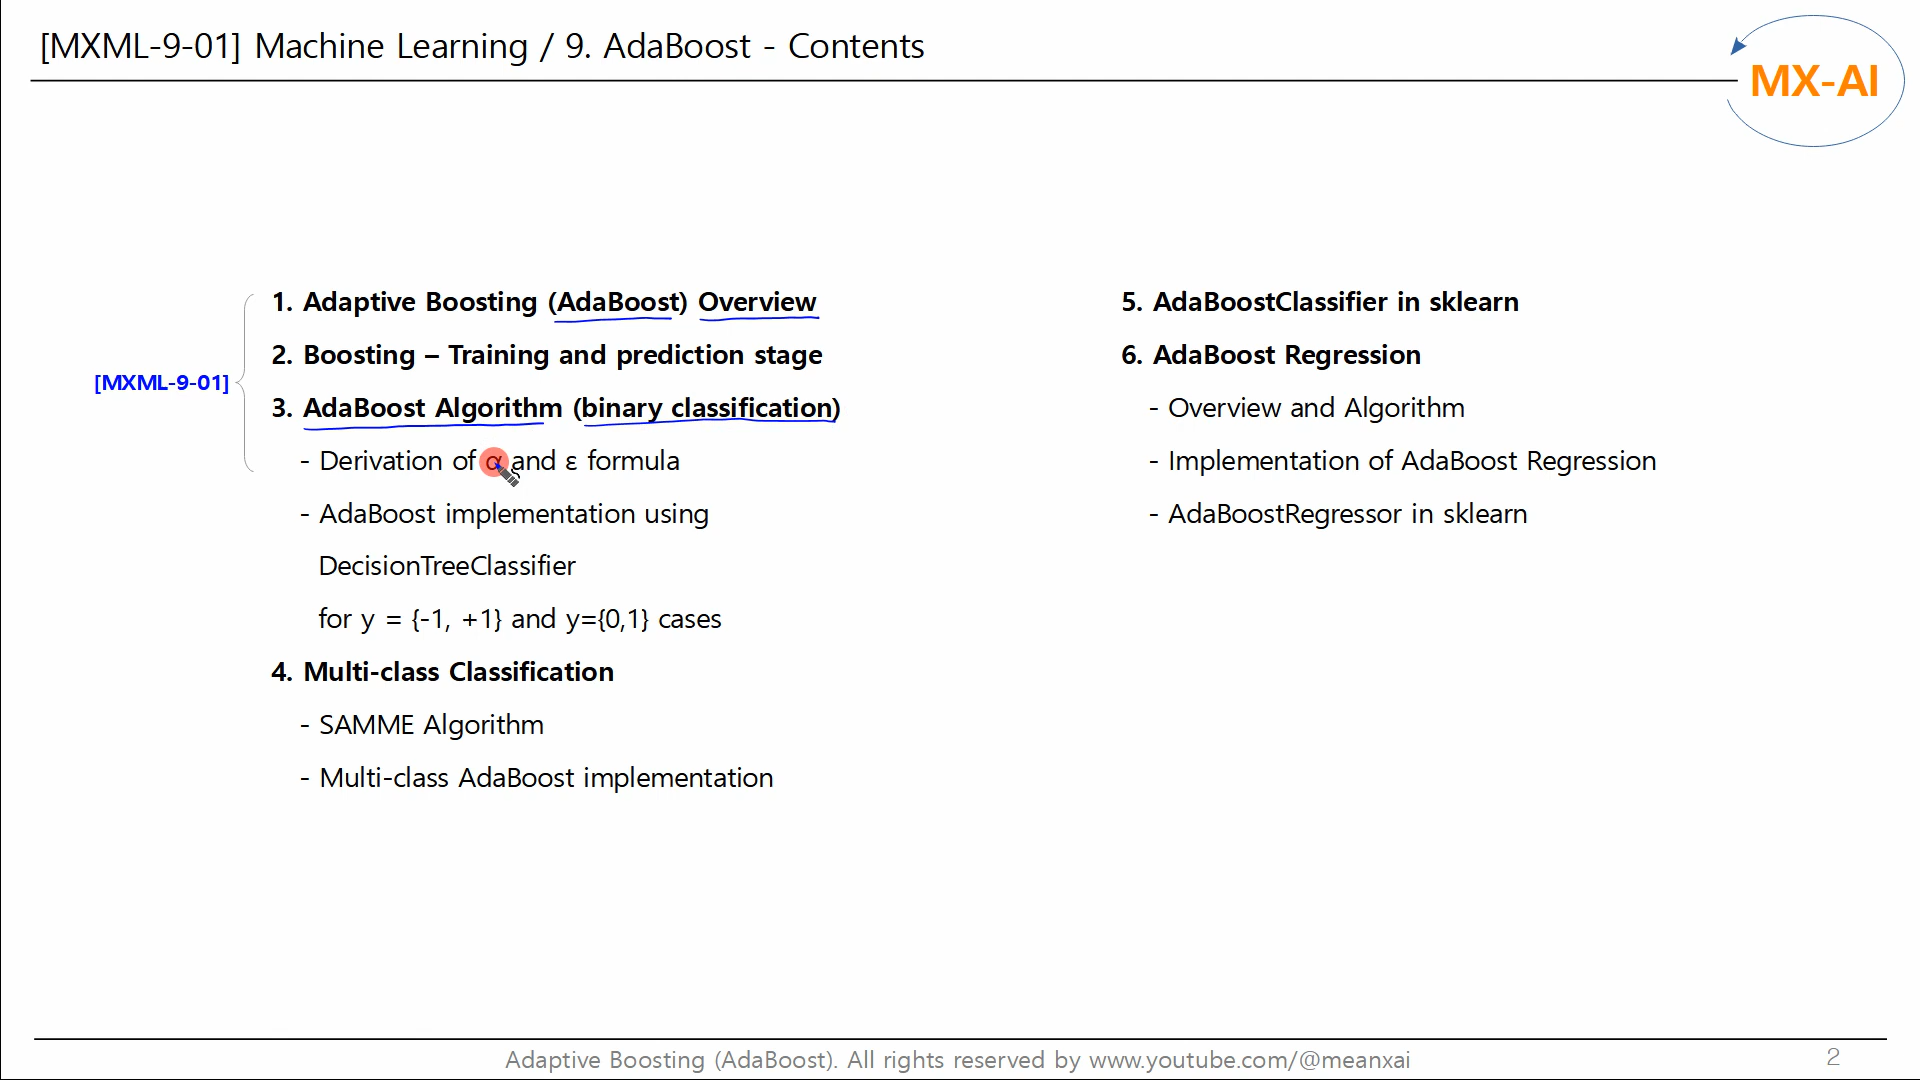 [MXML-9-01] Machine Learning / 9. AdaBoost - Contents
MX-AI
[MXML-9-01]
1. Adaptive Boosting (AdaBoost) Overview
2. Boosting – Training and prediction stage
3. AdaBoost Algorithm (binary classification)
- Derivation of α and ε formula
- AdaBoost implementation using
DecisionTreeClassifier
for y = {-1, +1} and y={0,1} cases
4. Multi-class Classification
- SAMME Algorithm
- Multi-class AdaBoost implementation
5. AdaBoostClassifier in sklearn
6. AdaBoost Regression
- Overview and Algorithm
- Implementation of AdaBoost Regression
- AdaBoostRegressor in sklearn
Adaptive Boosting (AdaBoost). All rights reserved by www.youtube.com/@meanxai
2